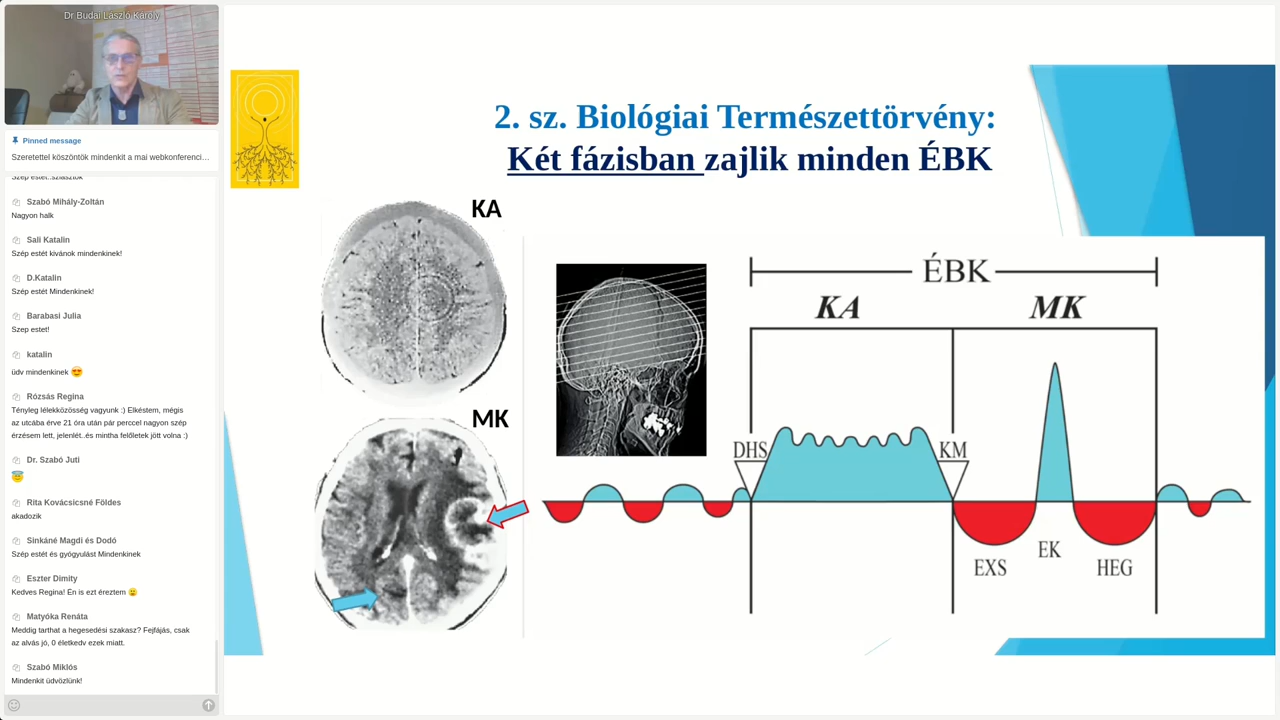 Dr Budai László Károly
Pinned message
Szeretettel köszöntök mindenkit a mai webkonferenci…
Szép estét..szilasztok
Szabó Mihály-Zoltán
Nagyon halk
Sali Katalin
Szép estét kivánok mindenkinek!
D.Katalin
Szép estét Mindenkinek!
Barabasi Julia
Szep estet!
katalin
üdv mindenkinek 😍
Rózsás Regina
Tényleg lélekközösség vagyunk :) Elkéstem, mégis
az utcába érve 21 óra után pár perccel nagyon szép
érzésem lett, jelenlét..és mintha felőletek jött volna :)
Dr. Szabó Juti
😇
Rita Kovácsicsné Földes
akadozik
Sinkáné Magdi és Dodó
Szép estét és gyógyulást Mindenkinek
Eszter Dimity
Kedves Regina! Én is ezt éreztem 🙂
Matyóka Renáta
Meddig tarthat a hegesedési szakasz? Fejfájás, csak
az alvás jó, 0 életkedv ezek miatt.
Szabó Miklós
Mindenkit üdvözlünk!
2. sz. Biológiai Természettörvény:
Két fázisban zajlik minden ÉBK
KA
MK
ÉBK
KA MK
DHS KM
EXS EK HEG